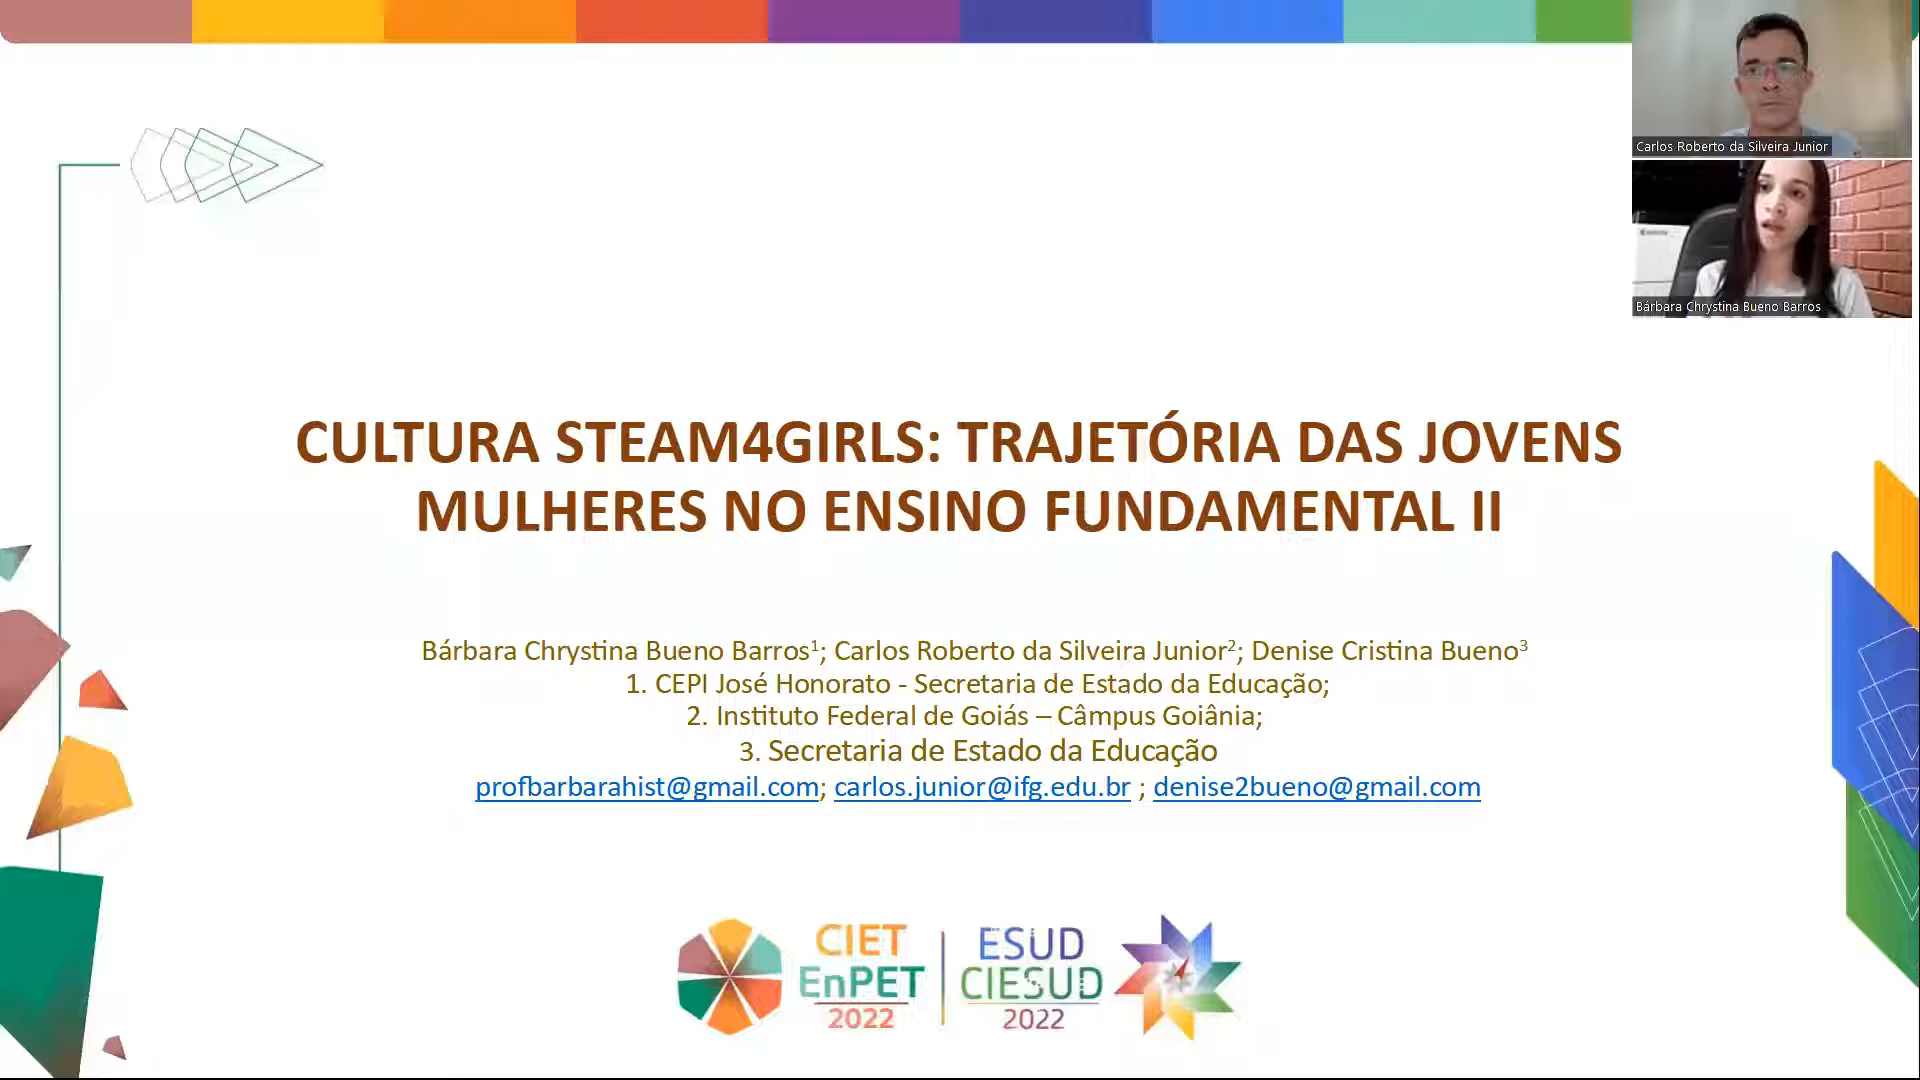 Carlos Roberto da Silveira Junior
Bárbara Chrystina Bueno Barros
CULTURA STEAM4GIRLS: TRAJETÓRIA DAS JOVENS
MULHERES NO ENSINO FUNDAMENTAL II
Bárbara Chrystina Bueno Barros¹; Carlos Roberto da Silveira Junior²; Denise Cristina Bueno³
1. CEPI José Honorato - Secretaria de Estado da Educação;
2. Instituto Federal de Goiás – Câmpus Goiânia;
3. Secretaria de Estado da Educação
profbarbarahist@gmail.com; carlos.junior@ifg.edu.br ; denise2bueno@gmail.com
CIET
EnPET
2022
ESUD
CIESUD
2022